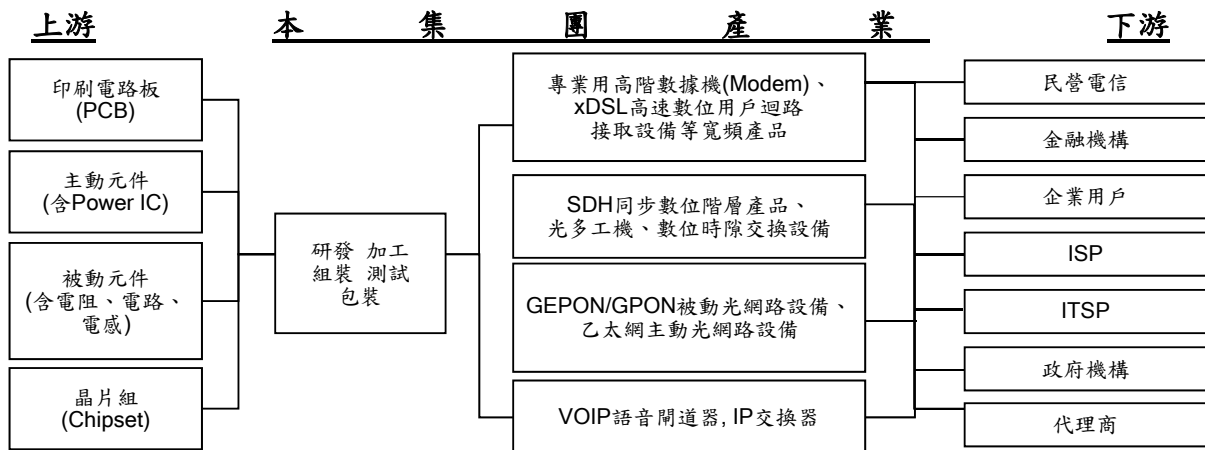 上游
本集團產業
下游
印刷電路板
(PCB)
主動元件
(含Power IC)
被動元件
(含電阻、電路、
電感)
晶片組
(Chipset)
研發 加工
組裝 測試
包裝
專業用高階數據機(Modem)、
xDSL高速數位用戶迴路
接取設備等寬頻產品
SDH同步數位階層產品、
光多工機、數位時隙交換設備
GEPON/GPON被動光網路設備、
乙太網主動光網路設備
VOIP語音閘道器, IP交換器
民營電信
金融機構
企業用戶
ISP
ITSP
政府機構
代理商